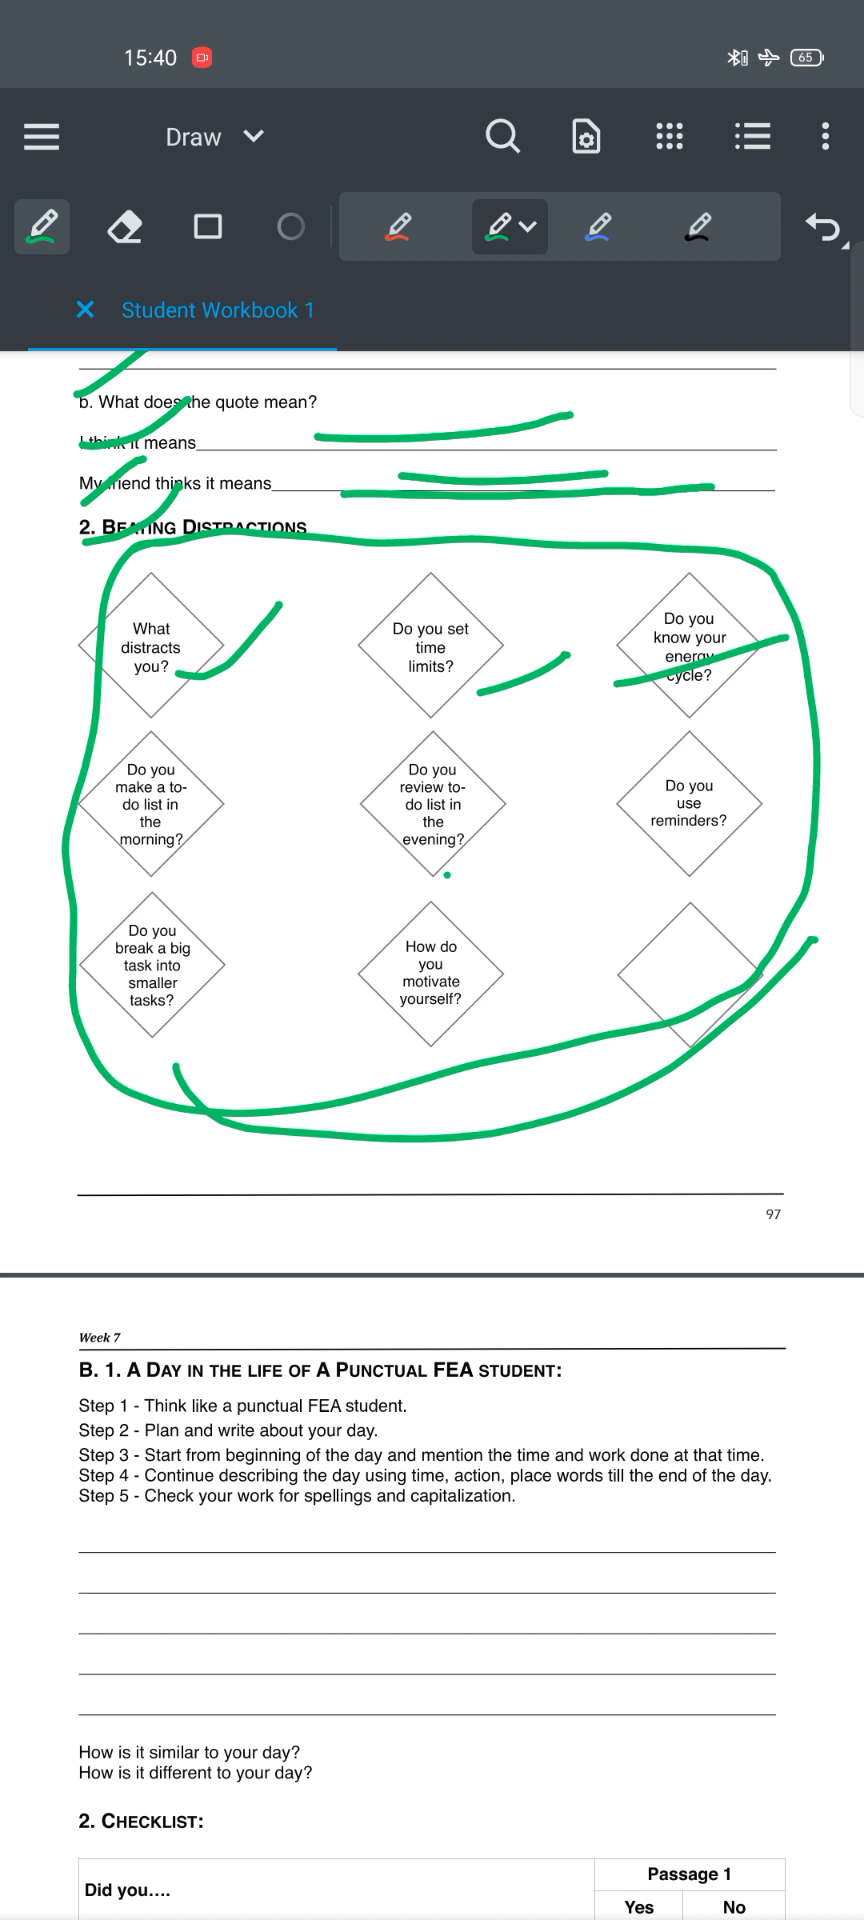 15:40
65
Draw
Student Workbook 1
b. What does the quote mean?
I think it means
My friend thinks it means
2. BEATING DISTRACTIONS
What
distracts
you?
Do you set
time
limits?
Do you
know your
energy
cycle?
Do you
make a to-
do list in
the
morning?
Do you
review to-
do list in
the
evening?
Do you
use
reminders?
Do you
break a big
task into
smaller
tasks?
How do
you
motivate
yourself?
97
Week 7
B. 1. A DAY IN THE LIFE OF A PUNCTUAL FEA STUDENT:
Step 1 - Think like a punctual FEA student.
Step 2 - Plan and write about your day.
Step 3 - Start from beginning of the day and mention the time and work done at that time.
Step 4 - Continue describing the day using time, action, place words till the end of the day.
Step 5 - Check your work for spellings and capitalization.
How is it similar to your day?
How is it different to your day?
2. CHECKLIST:
Did you....
Passage 1
Yes No